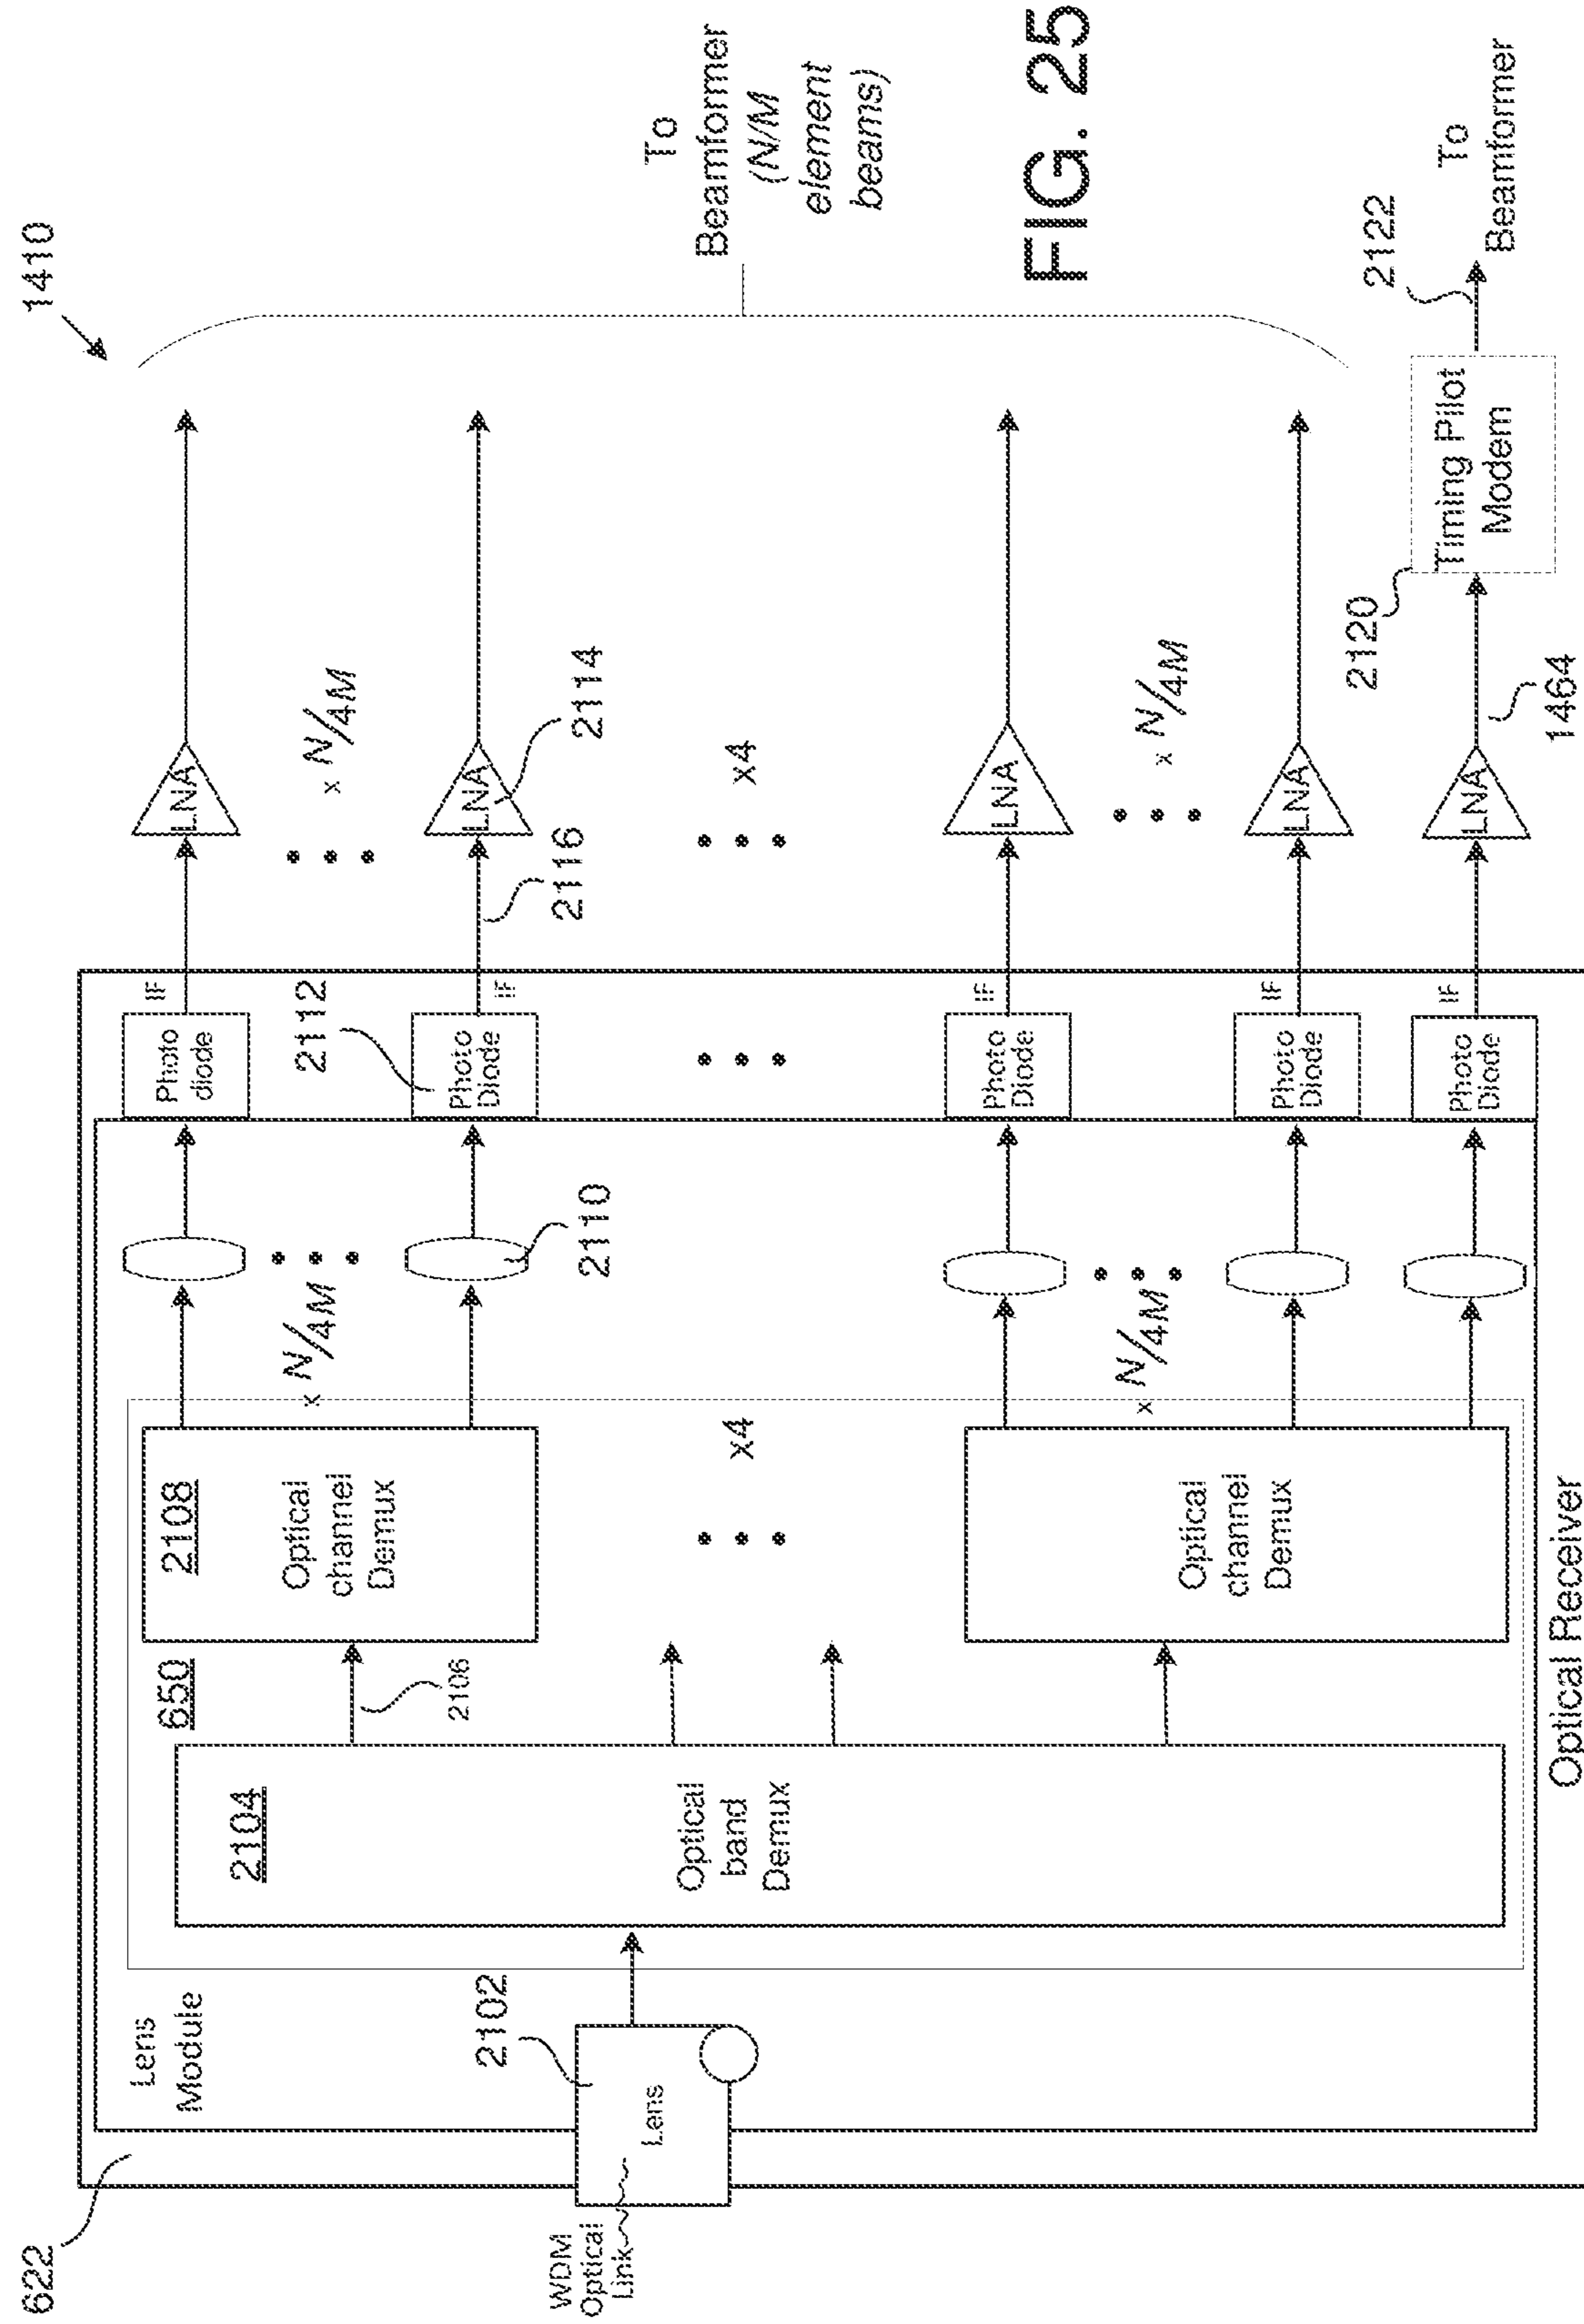 1410
622
Lens
Module
WDM
Optical
Link
Lens
2102
2104
Optical
band
Demux
650
2106
2108
Optical
channel
Demux
x4
Optical
channel
Demux
x N/4M
x N/4M
2110
Photo
diode
IF
2112
Photo
Diode
IF
Photo
Diode
IF
Photo
Diode
IF
Photo
Diode
IF
2116
LNA
x N/4M
LNA
2114
x4
LNA
x N/4M
LNA
LNA
1464
2120
Timing Pilot
Modem
2122
To
Beamformer
To
Beamformer
(N/M
element
beams)
Optical Receiver
FIG. 25